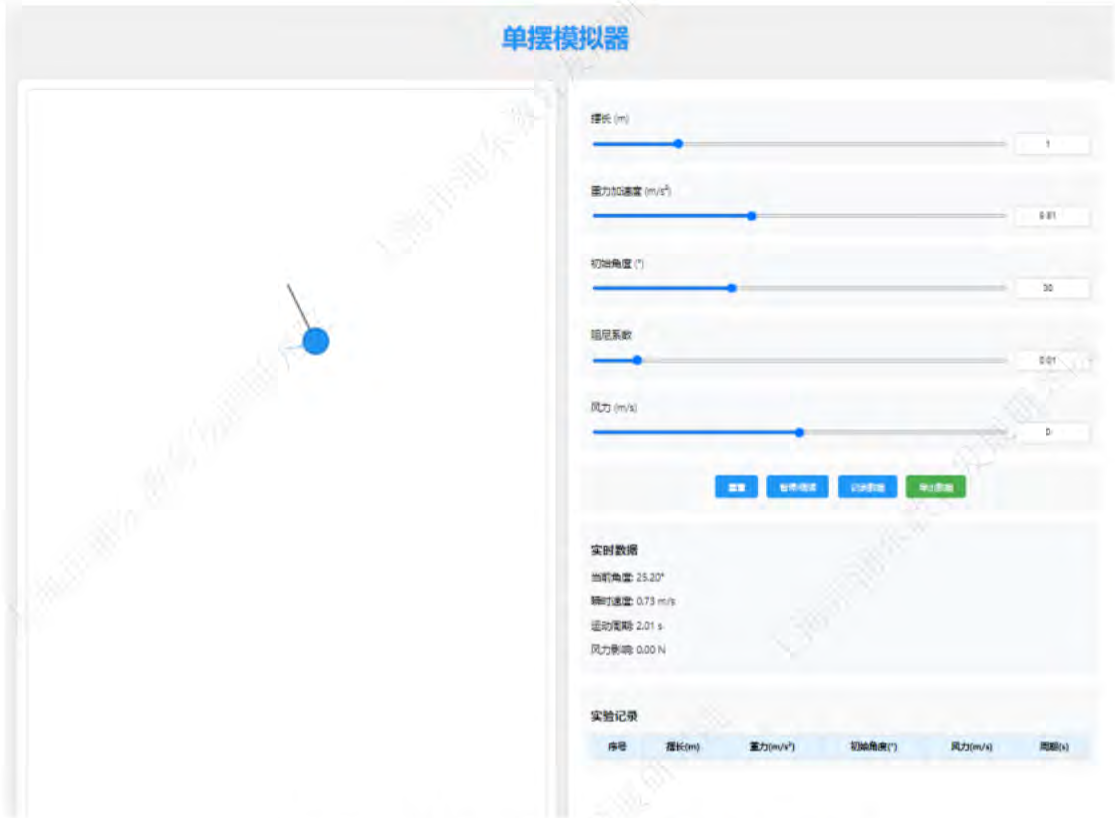 单摆模拟器
摆长 (m)
1
重力加速度 (m/s²)
9.81
初始角度 (°)
30
阻尼系数
0.01
风力 (m/s)
0
重置 暂停/继续 记录数据 导出数据
实时数据
当前角度: 25.20°
瞬时速度: 0.73 m/s
运动周期: 2.01 s
风力影响: 0.00 N
实验记录
序号 摆长(m) 重力(m/s²) 初始角度(°) 风力(m/s) 周期(s)